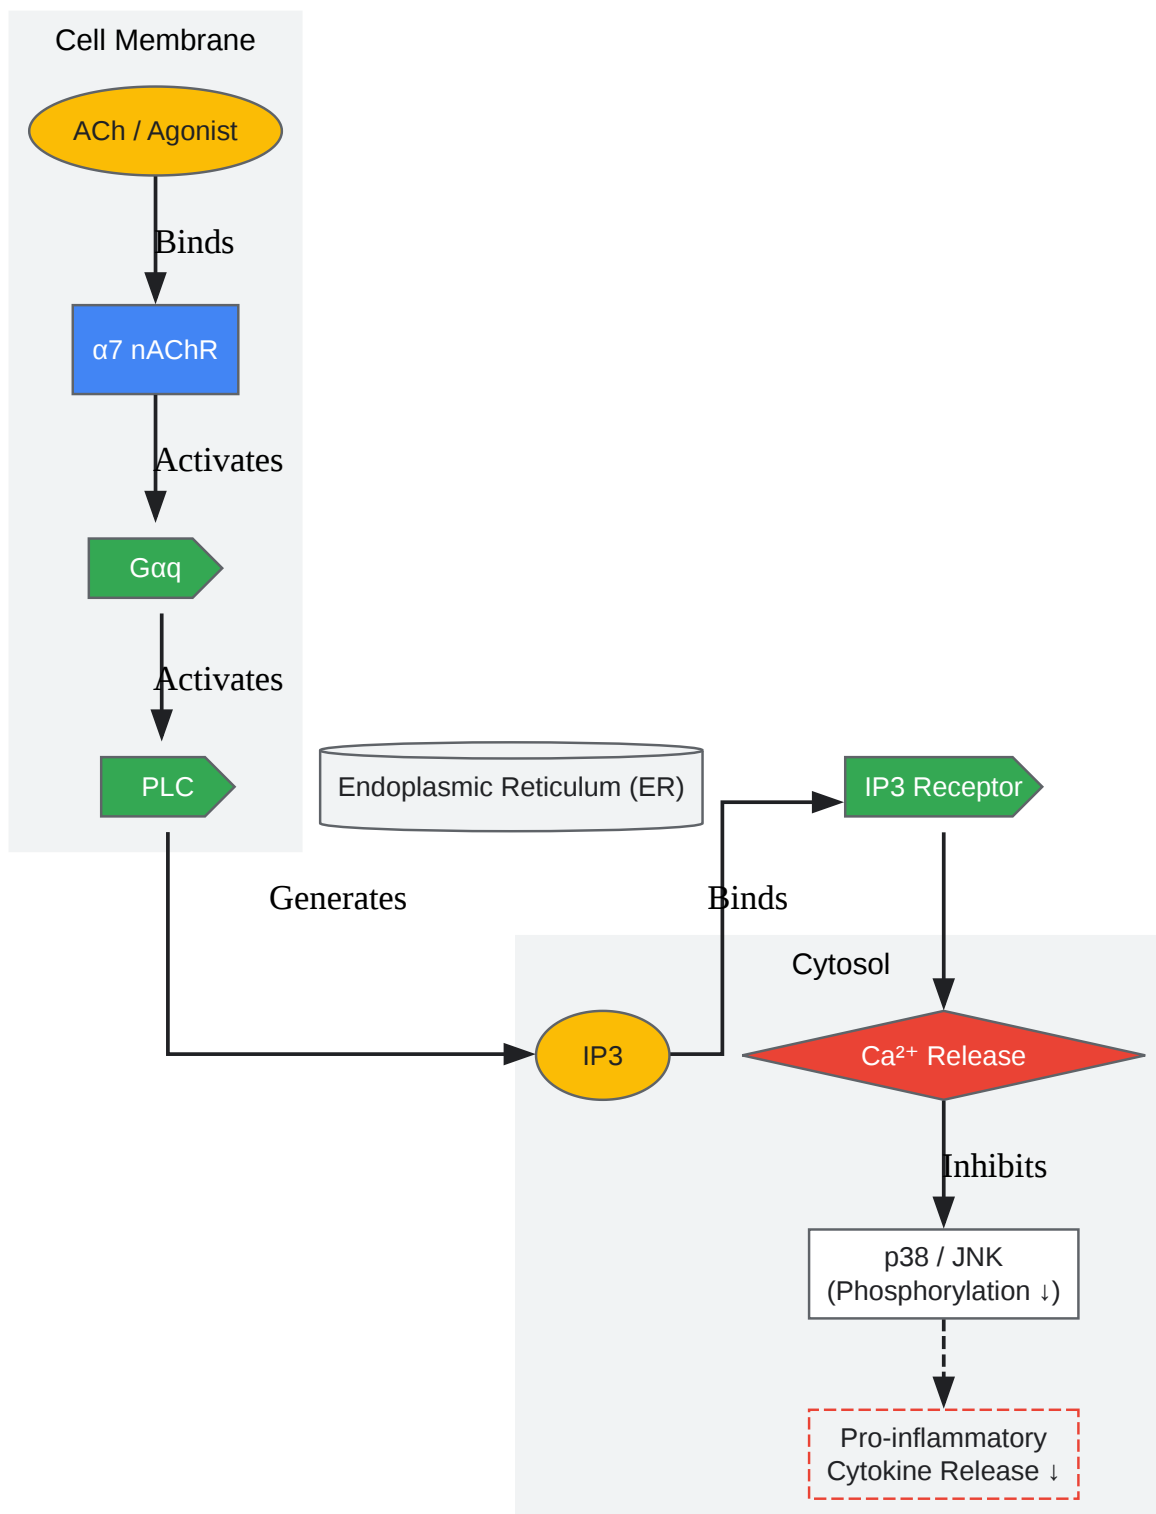 Cell Membrane
ACh / Agonist
Binds
α7 nAChR
Activates
Gαq
Activates
PLC
Endoplasmic Reticulum (ER)
IP3 Receptor
Generates
Binds
Cytosol
IP3
Ca²⁺ Release
Inhibits
p38 / JNK
(Phosphorylation ↓)
Pro-inflammatory
Cytokine Release ↓